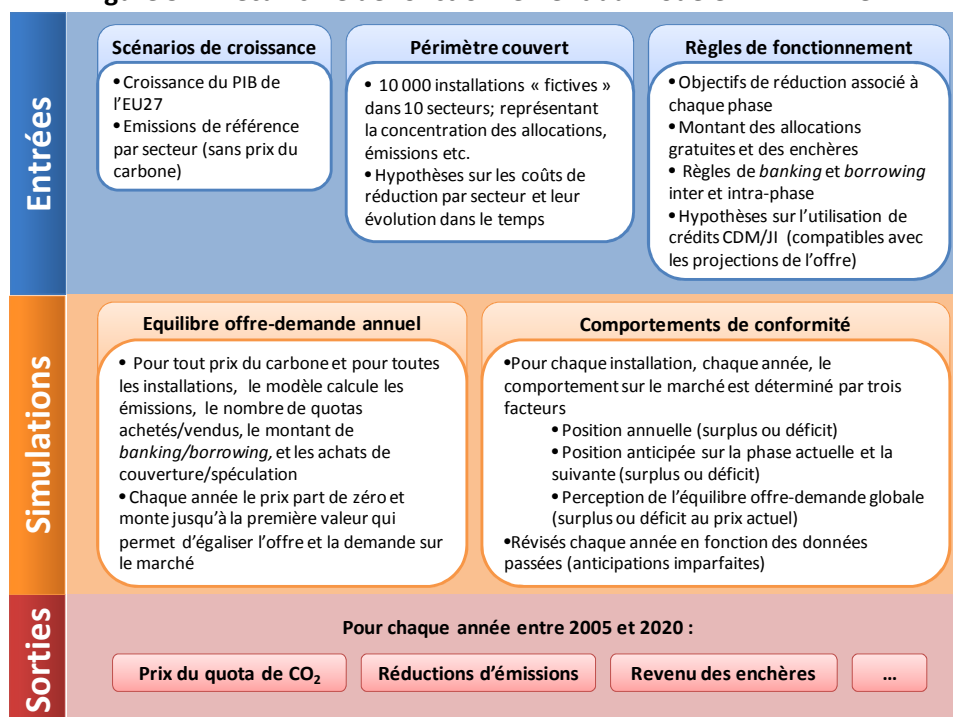 de fonctionnement du modèle
Entrées
Scénarios de croissance
• Croissance du PIB de
l'EU27
• Emissions de référence
par secteur (sans prix du
carbone)
Périmètre couvert
• 10 000 installations « fictives »
dans 10 secteurs; représentant
la concentration des allocations,
émissions etc.
• Hypothèses sur les coûts de
réduction par secteur et leur
évolution dans le temps
Règles de fonctionnement
• Objectifs de réduction associé à
chaque phase
• Montant des allocations
gratuites et des enchères
• Règles de banking et borrowing
inter et intra-phase
• Hypothèses sur l'utilisation de
crédits CDM/JI (compatibles avec
les projections de l'offre)
Simulations
Equilibre offre-demande annuel
• Pour tout prix du carbone et pour toutes
les installations, le modèle calcule les
émissions, le nombre de quotas
achetés/vendus, le montant de
banking/borrowing, et les achats de
couverture/spéculation
• Chaque année le prix part de zéro et
monte jusqu'à la première valeur qui
permet d'égaliser l'offre et la demande sur
le marché
Comportements de conformité
• Pour chaque installation, chaque année, le
comportement sur le marché est déterminé par trois
facteurs
• Position annuelle (surplus ou déficit)
• Position anticipée sur la phase actuelle et la
suivante (surplus ou déficit)
• Perception de l'équilibre offre-demande globale
(surplus ou déficit au prix actuel)
• Révisés chaque année en fonction des données
passées (anticipations imparfaites)
Sorties
Pour chaque année entre 2005 et 2020 :
Prix du quota de CO₂
Réductions d'émissions
Revenu des enchères
...